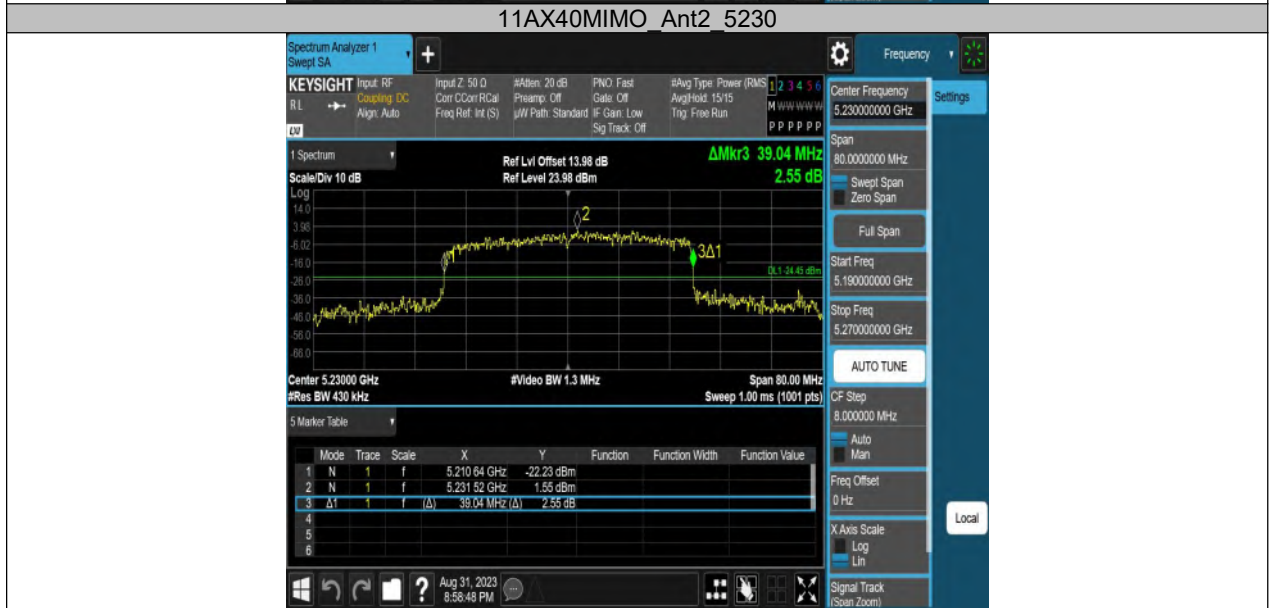 11AX40MIMO_Ant2_5230
Spectrum Analyzer 1
Swept SA
+
Frequency
KEYSIGHT
RL
LXI
Input: RF
Coupling: DC
Align: Auto
Input Z: 50 Ω
Corr CCorr RCal
Freq Ref: Int (S)
#Atten: 20 dB
Preamp: Off
µW Path: Standard
PNO: Fast
Gate: Off
IF Gain: Low
Sig Track: Off
#Avg Type: Power (RMS
Avg|Hold: 15/15
Trig: Free Run
1 2 3 4 5 6
M W W W W W
P P P P P P
Center Frequency
5.230000000 GHz
Settings
1 Spectrum
Scale/Div 10 dB
Ref Lvl Offset 13.98 dB
Ref Level 23.98 dBm
ΔMkr3 39.04 MHz
2.55 dB
Span
80.0000000 MHz
Swept Span
Zero Span
Full Span
Start Freq
5.190000000 GHz
Stop Freq
5.270000000 GHz
AUTO TUNE
CF Step
8.000000 MHz
Auto
Man
Freq Offset
0 Hz
X Axis Scale
Log
Lin
Signal Track
(Span Zoom)
Local
Log
14.0
3.98
-6.02
-16.0
-26.0
-36.0
-46.0
-56.0
-66.0
2
3Δ1
DL1 -24.45 dBm
Center 5.23000 GHz
#Video BW 1.3 MHz
Span 80.00 MHz
#Res BW 430 kHz
Sweep 1.00 ms (1001 pts)
5 Marker Table
Mode Trace Scale X Y Function Function Width Function Value
1 N 1 f 5.210 64 GHz -22.23 dBm
2 N 1 f 5.231 52 GHz 1.55 dBm
3 Δ1 1 f (Δ) 39.04 MHz (Δ) 2.55 dB
4
5
6
?
Aug 31, 2023
8:58:48 PM